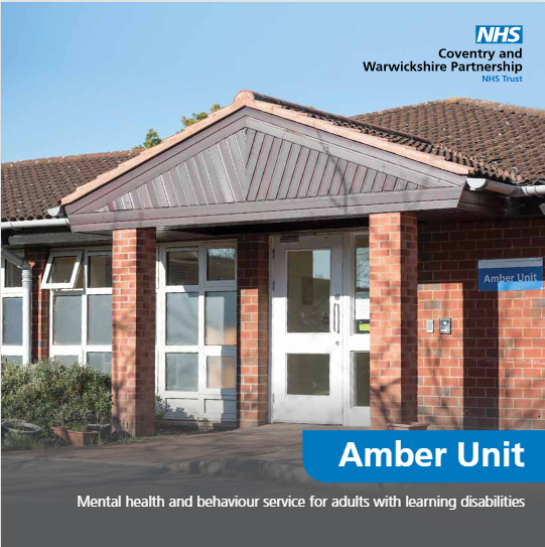 NHS
Coventry and
Warwickshire Partnership
NHS Trust
Amber Unit
Amber Unit
Mental health and behaviour service for adults with learning disabilities